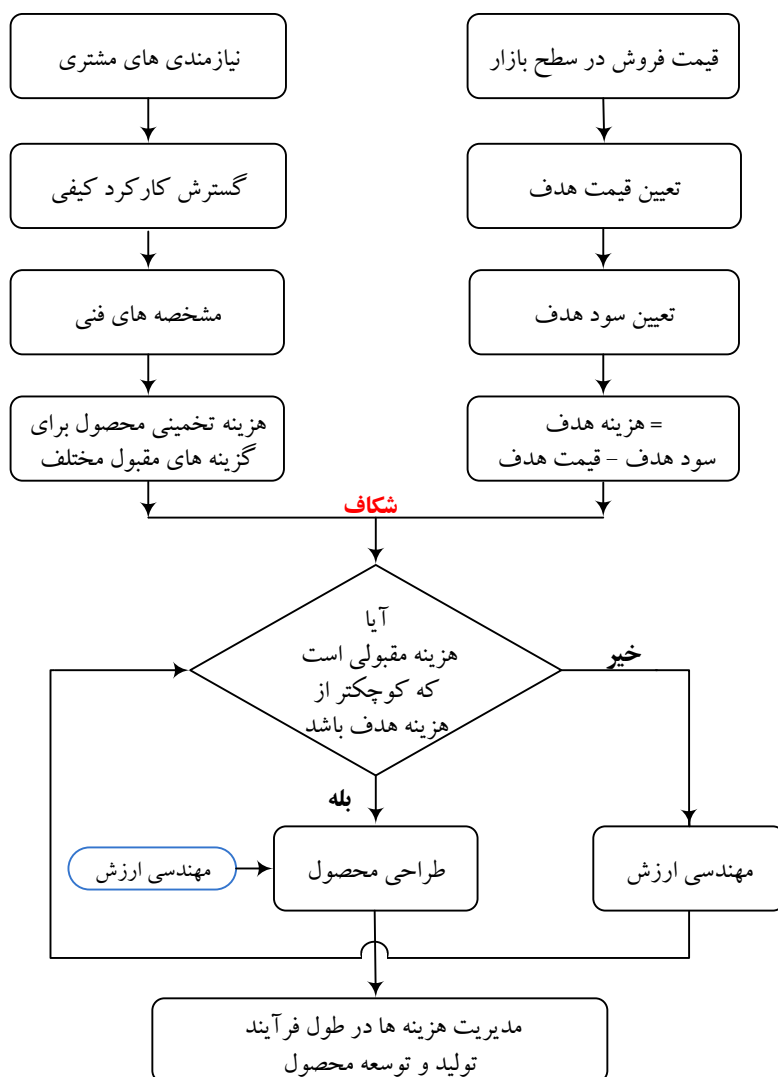 قیمت فروش در سطح بازار
نیازمندی های مشتری
تعیین قیمت هدف
گسترش کارکرد کیفی
تعیین سود هدف
مشخصه های فنی
= هزینه هدف
سود هدف – قیمت هدف
هزینه تخمینی محصول برای
گزینه های مقبول مختلف
شکاف
آیا
هزینه مقبولی است
که کوچکتر از
هزینه هدف باشد
خیر
بله
مهندسی ارزش
طراحی محصول
مهندسی ارزش
مدیریت هزینه ها در طول فرآیند
تولید و توسعه محصول